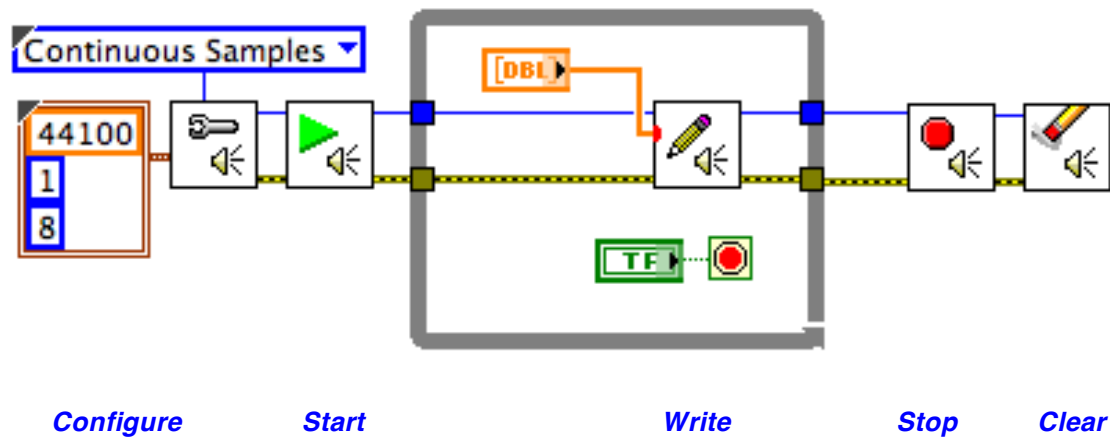 Continuous Samples
44100
1
8
[DBL]
TF
Configure Start Write Stop Clear